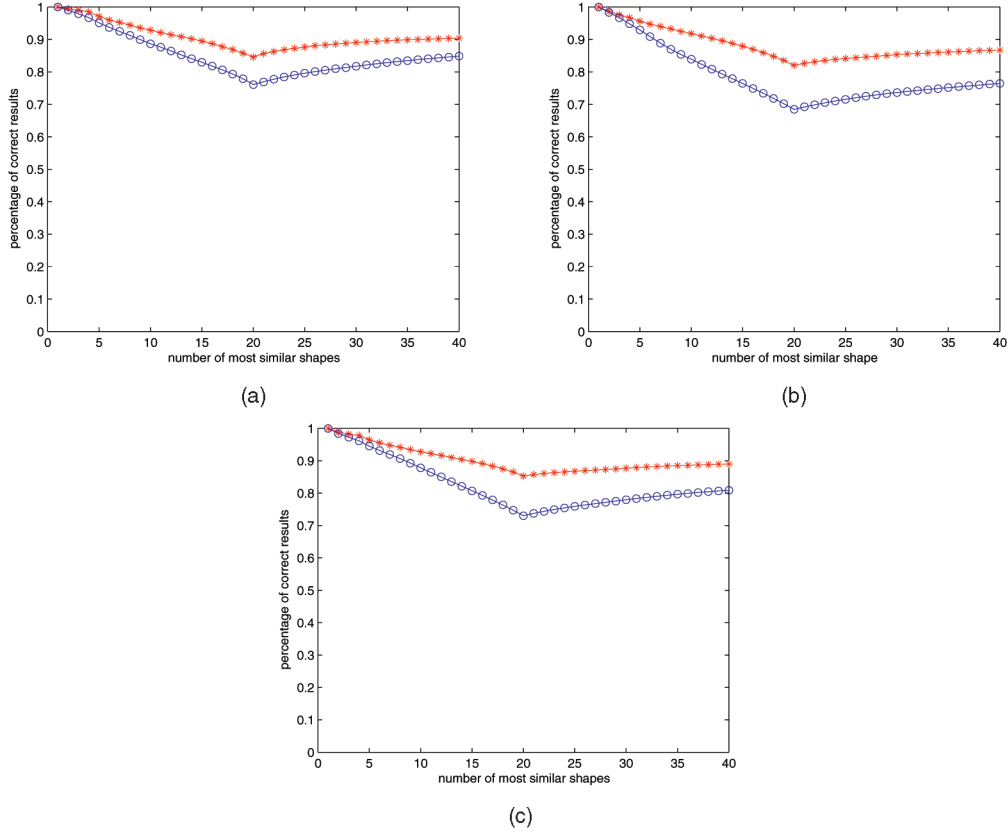 1
0.9
0.8
0.7
0.6
0.5
0.4
0.3
0.2
0.1
0
0 5 10 15 20 25 30 35 40
percentage of correct results
number of most similar shapes
(a)
1
0.9
0.8
0.7
0.6
0.5
0.4
0.3
0.2
0.1
0
0 5 10 15 20 25 30 35 40
percentage of correct results
number of most similar shape
(b)
1
0.9
0.8
0.7
0.6
0.5
0.4
0.3
0.2
0.1
0
0 5 10 15 20 25 30 35 40
percentage of correct results
number of most similar shapes
(c)